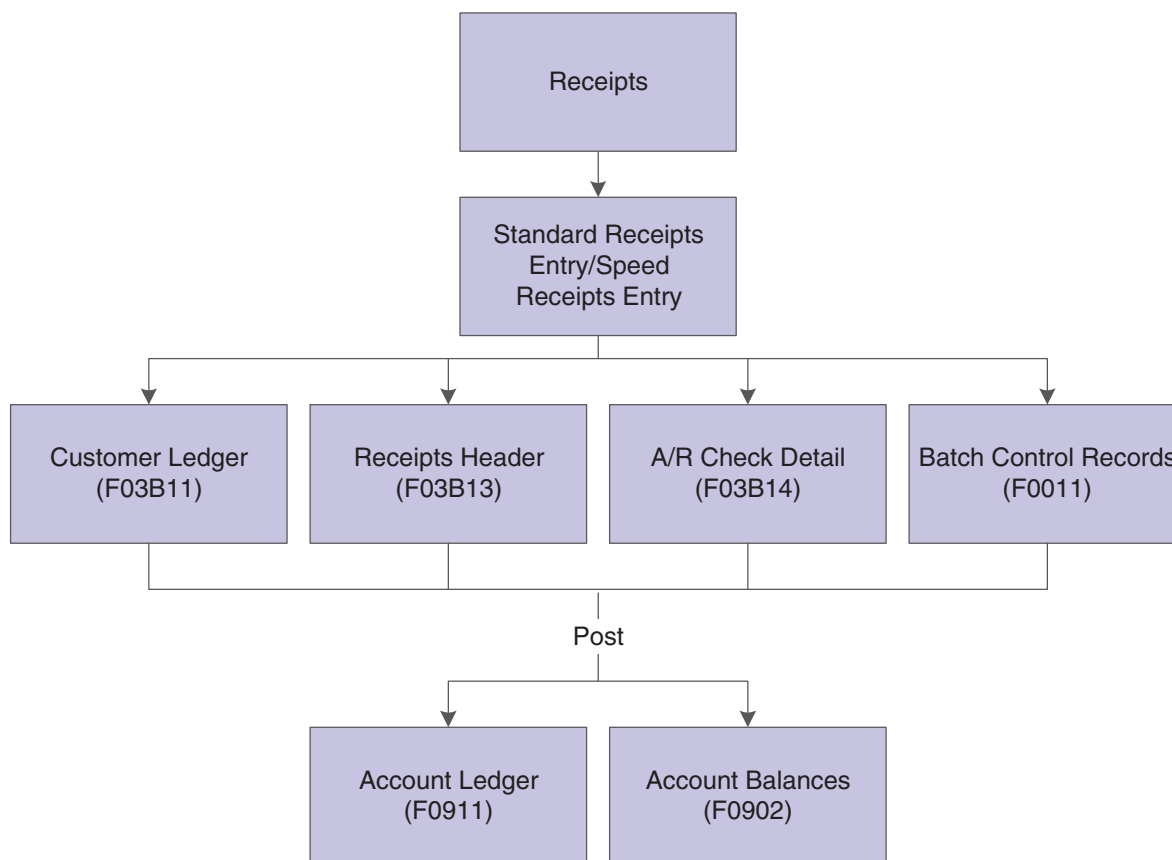 Receipts
Standard Receipts
Entry/Speed
Receipts Entry
Customer Ledger
(F03B11)
Receipts Header
(F03B13)
A/R Check Detail
(F03B14)
Batch Control Records
(F0011)
Post
Account Ledger
(F0911)
Account Balances
(F0902)